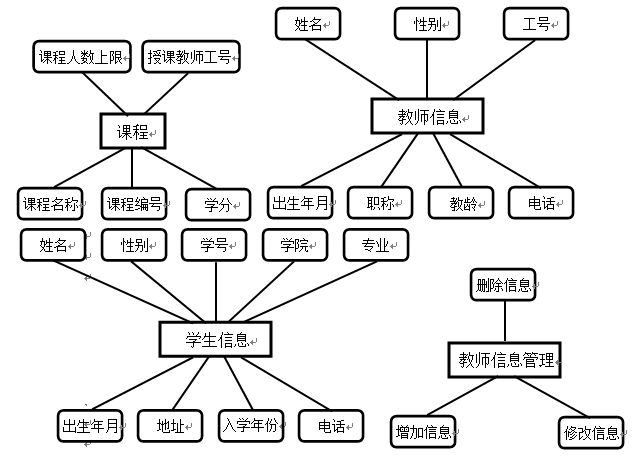 姓名
性别
工号
课程人数上限
授课教师工号
教师信息
课程
课程名称
课程编号
学分
出生年月
职称
教龄
电话
姓名
性别
学号
学院
专业
删除信息
学生信息
教师信息管理
出生年月
地址
入学年份
电话
增加信息
修改信息